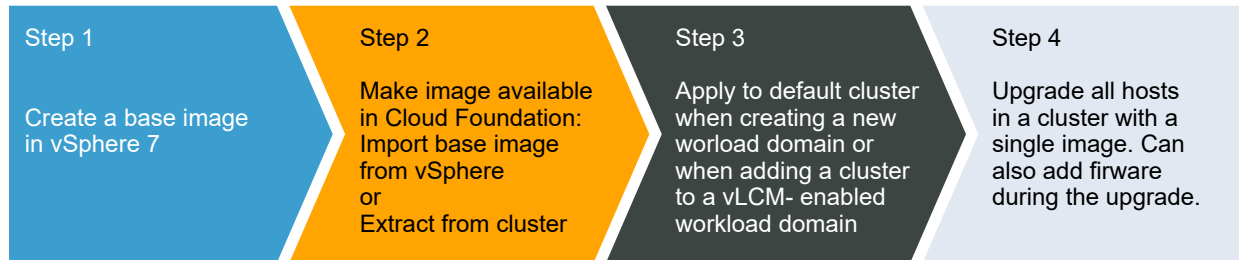 Step 1
Create a base image
in vSphere 7
Step 2
Make image available
in Cloud Foundation:
Import base image
from vSphere
or
Extract from cluster
Step 3
Apply to default cluster
when creating a new
worload domain or
when adding a cluster
to a vLCM- enabled
workload domain
Step 4
Upgrade all hosts
in a cluster with a
single image. Can
also add firware
during the upgrade.